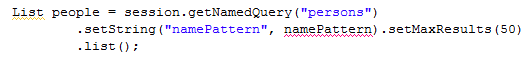 List people = session.getNamedQuery("persons")
.setString("namePattern", namePattern).setMaxResults(50)
.list();